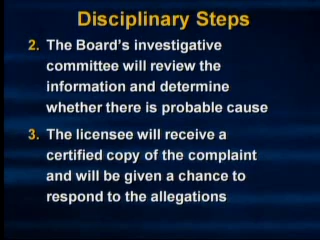 Disciplinary Steps
2. The Board's investigative
committee will review the
information and determine
whether there is probable cause
3. The licensee will receive a
certified copy of the complaint
and will be given a chance to
respond to the allegations